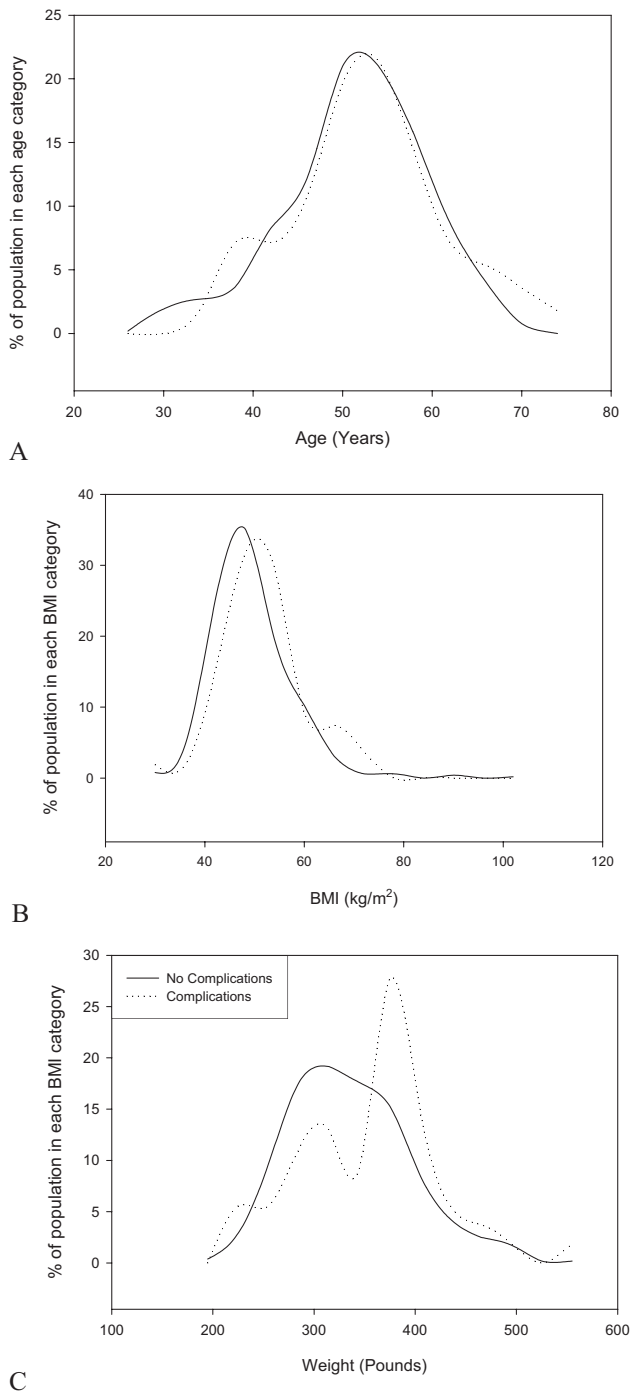 % of population in each age category
25
20
15
10
5
0
20 30 40 50 60 70 80
Age (Years)
A
% of population in each BMI category
40
30
20
10
0
20 40 60 80 100 120
BMI (kg/m²)
B
% of population in each BMI category
30
25
20
15
10
5
0
No Complications
Complications
100 200 300 400 500 600
Weight (Pounds)
C